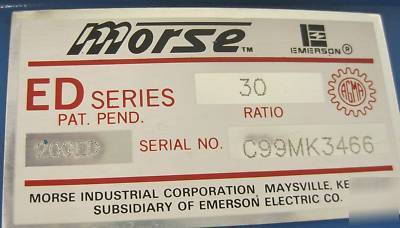 morse™
EMERSON®
ED SERIES
PAT. PEND.
30
RATIO
AGMA
SERIAL NO. C99MK3466
MORSE INDUSTRIAL CORPORATION, MAYSVILLE, KE
SUBSIDIARY OF EMERSON ELECTRIC CO.